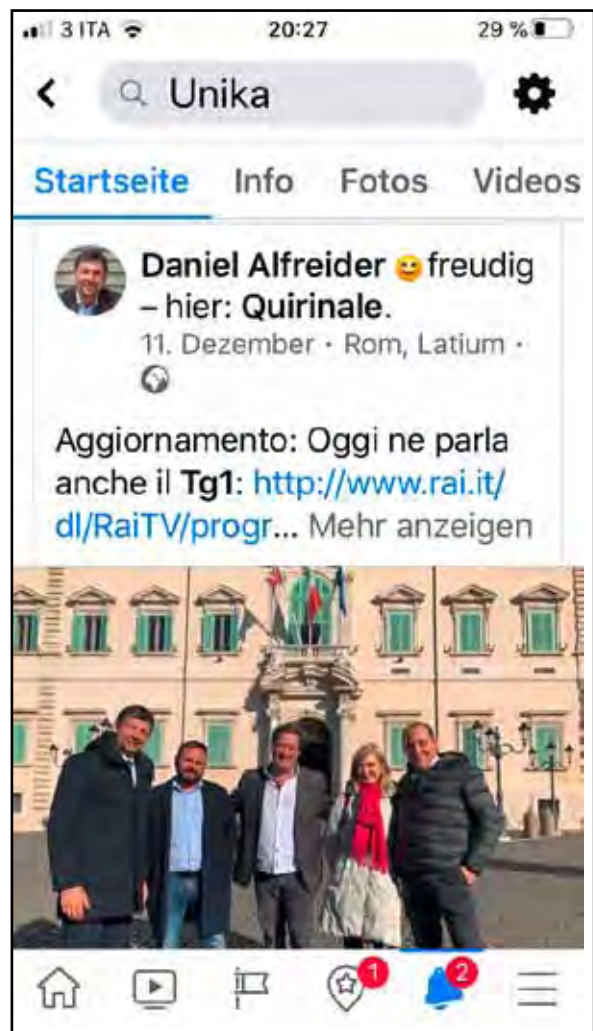 3 ITA 20:27 29 %
Unika
Startseite Info Fotos Videos
Daniel Alfreider 😊 freudig
– hier: Quirinale.
11. Dezember · Rom, Latium ·
Aggiornamento: Oggi ne parla
anche il Tg1: http://www.rai.it/
dl/RaiTV/progr... Mehr anzeigen
1 2